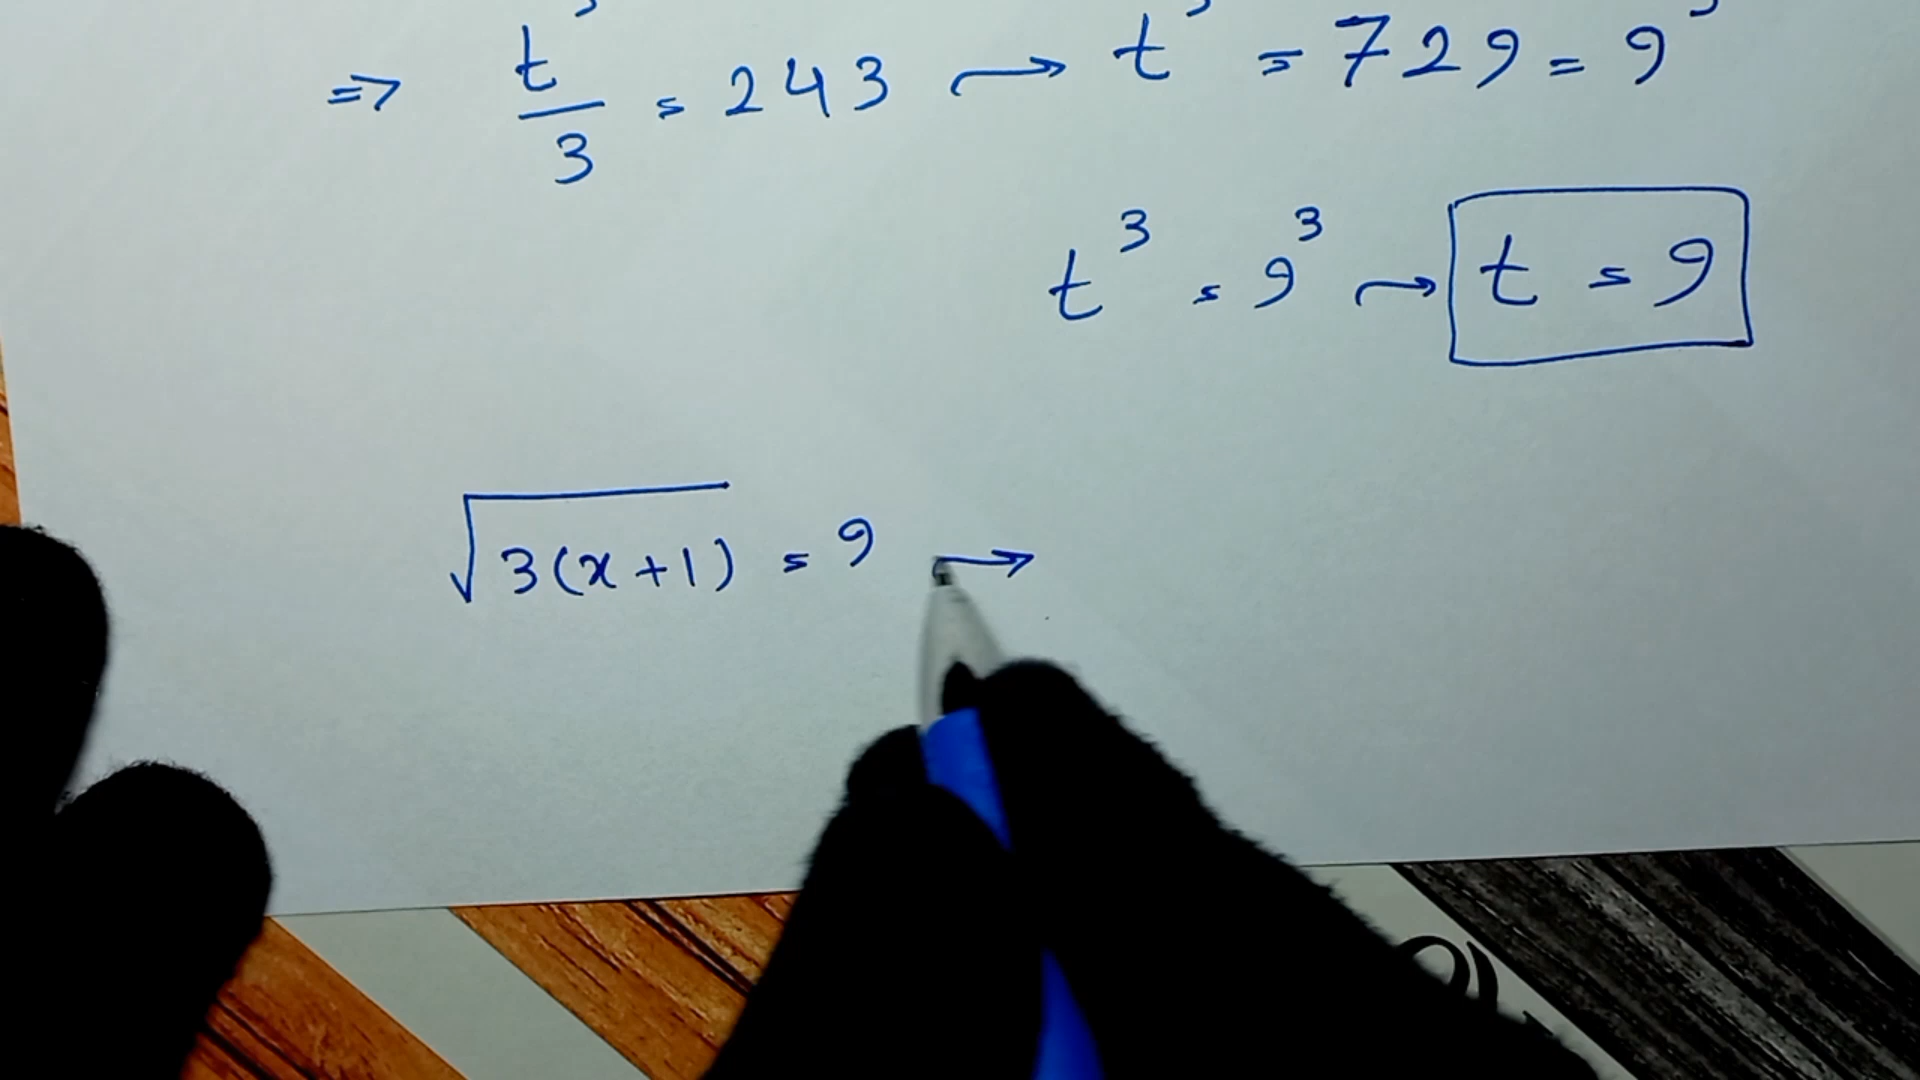 ⇒ t³/3 = 243 → t³ = 729 = 9³
t³ = 9³ → t = 9
√3(x+1) = 9 →